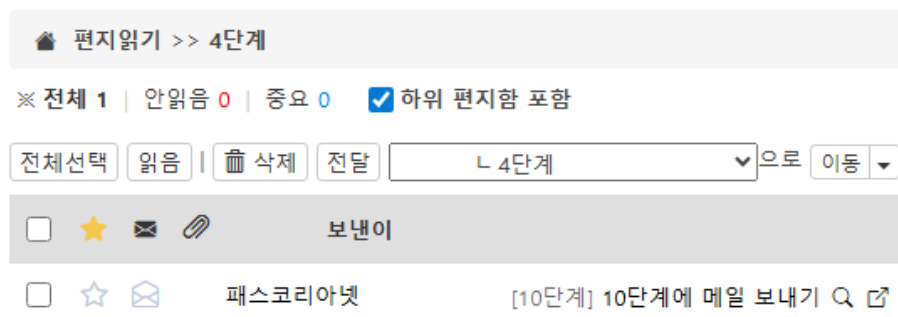 편지읽기 >> 4단계
※ 전체 1 | 안읽음 0 | 중요 0 하위 편지함 포함
전체선택 읽음 | 삭제 전달 ㄴ 4단계 으로 이동
보낸이
패스코리아넷 [10단계] 10단계에 메일 보내기